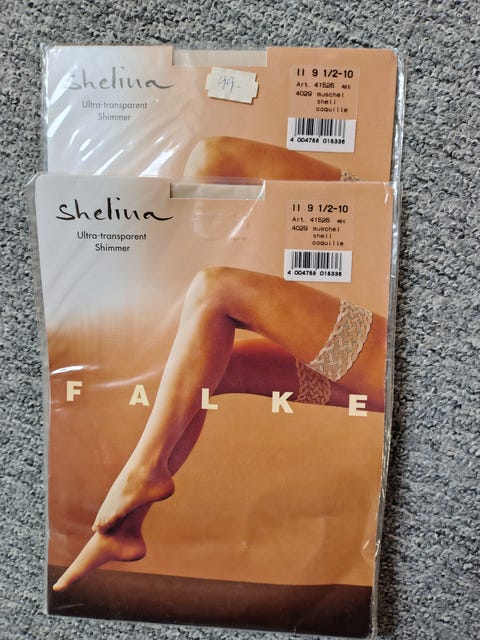 Shelina
Ultra-transparent
Shimmer
99.-
II 9 1/2-10
Art. 41526
4029 muschel
shell
coquille
4 004758 016336
Shelina
Ultra-transparent
Shimmer
II 9 1/2-10
Art. 41526
4029 muschel
shell
coquille
4 004758 016336
FALKE